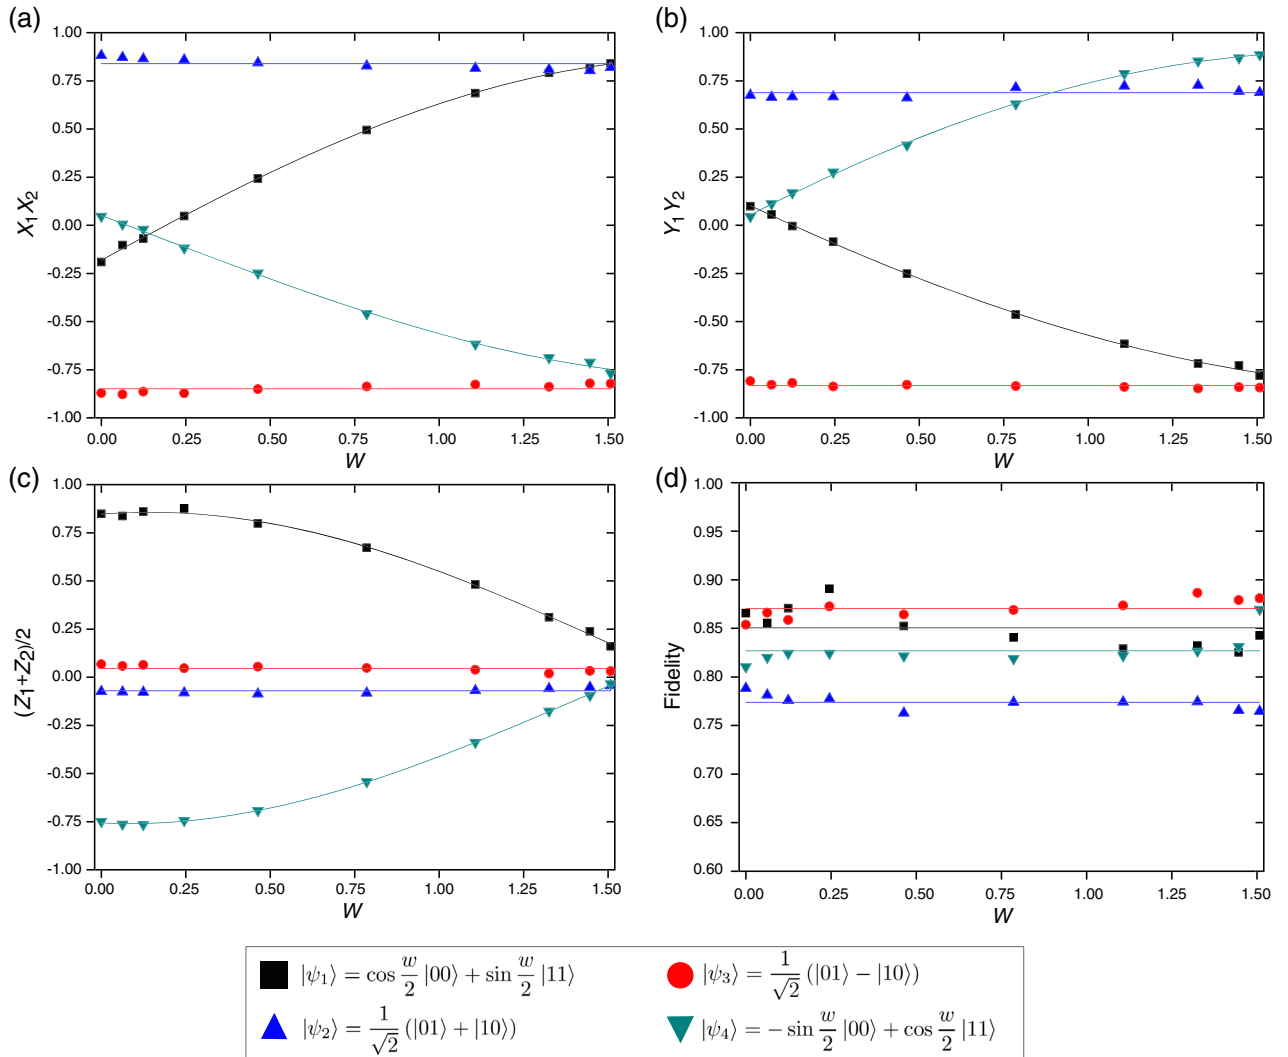 (a)
1.00
0.75
0.50
0.25
0.00
-0.25
-0.50
-0.75
-1.00
X₁X₂
0.00 0.25 0.50 0.75 1.00 1.25 1.50
W
(b)
1.00
0.75
0.50
0.25
0.00
-0.25
-0.50
-0.75
-1.00
Y₁Y₂
0.00 0.25 0.50 0.75 1.00 1.25 1.50
W
(c)
1.00
0.75
0.50
0.25
0.00
-0.25
-0.50
-0.75
-1.00
(Z₁+Z₂)/2
0.00 0.25 0.50 0.75 1.00 1.25 1.50
W
(d)
1.00
0.95
0.90
0.85
0.80
0.75
0.70
0.65
0.60
Fidelity
0.00 0.25 0.50 0.75 1.00 1.25 1.50
W
|ψ₁⟩ = cos w/2 |00⟩ + sin w/2 |11⟩
|ψ₃⟩ = 1/√2 (|01⟩ − |10⟩)
|ψ₂⟩ = 1/√2 (|01⟩ + |10⟩)
|ψ₄⟩ = − sin w/2 |00⟩ + cos w/2 |11⟩